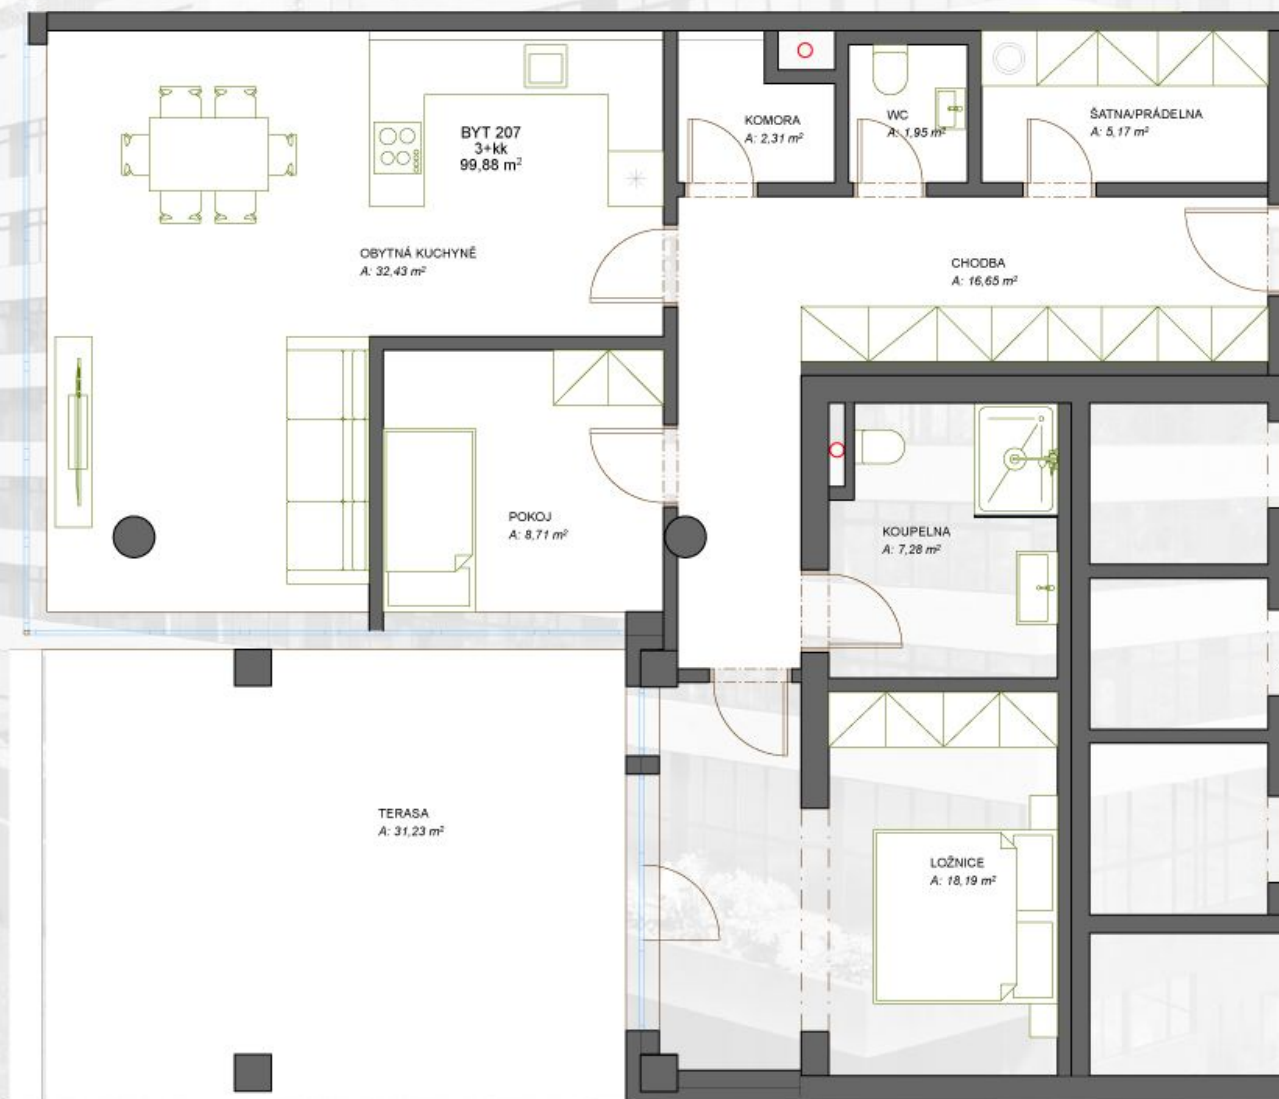 BYT 207
3+kk
99,88 m²
KOMORA
A: 2,31 m²
WC
A: 1,95 m²
ŠATNA/PRÁDELNA
A: 5,17 m²
OBYTNÁ KUCHYNĚ
A: 32,43 m²
CHODBA
A: 16,65 m²
POKOJ
A: 8,71 m²
KOUPELNA
A: 7,28 m²
TERASA
A: 31,23 m²
LOŽNICE
A: 18,19 m²